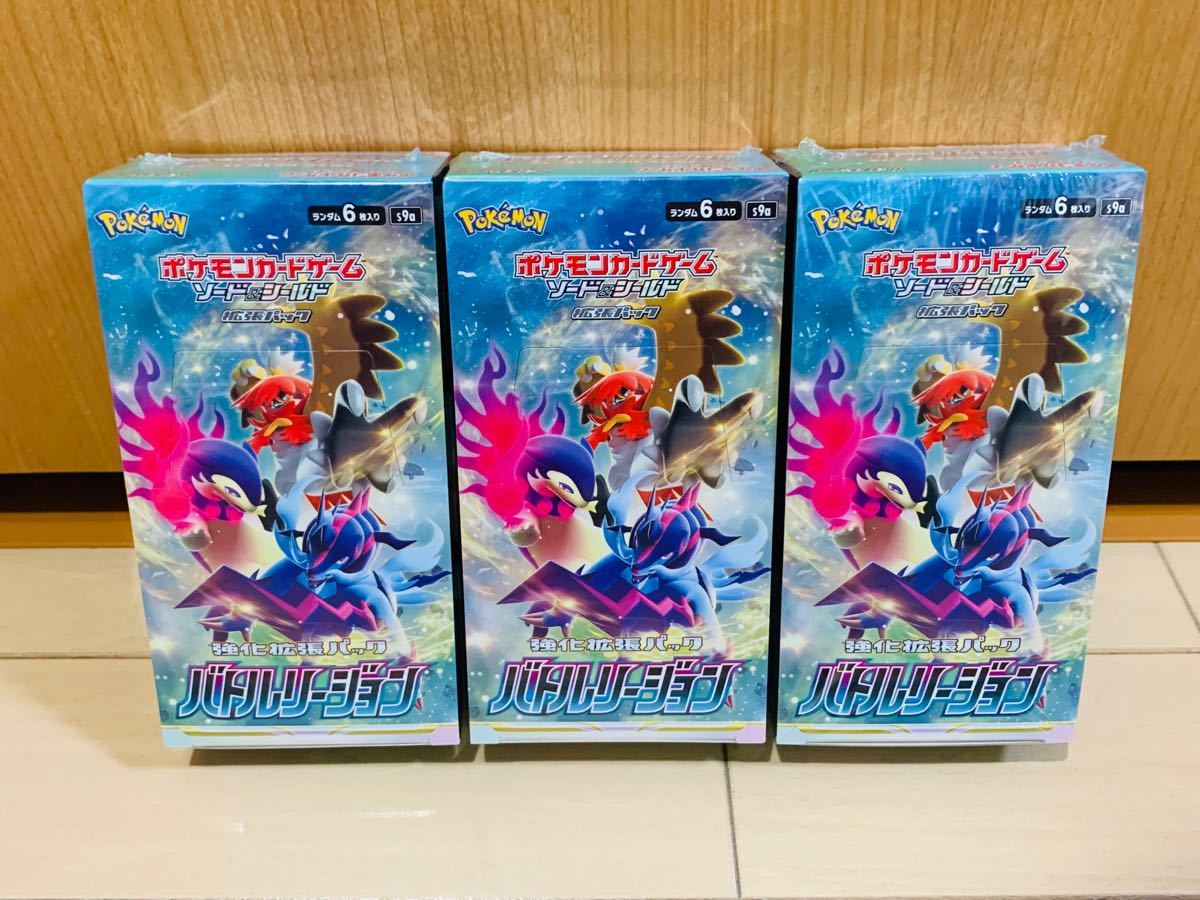 Pokémon
ランダム6枚入り s9a
ポケモンカードゲーム
ソード&シールド
拡張パック
強化拡張パック
バトルリージョン
Pokémon
ランダム6枚入り s9a
ポケモンカードゲーム
ソード&シールド
拡張パック
強化拡張パック
バトルリージョン
Pokémon
ランダム6枚入り s9a
ポケモンカードゲーム
ソード&シールド
拡張パック
強化拡張パック
バトルリージョン